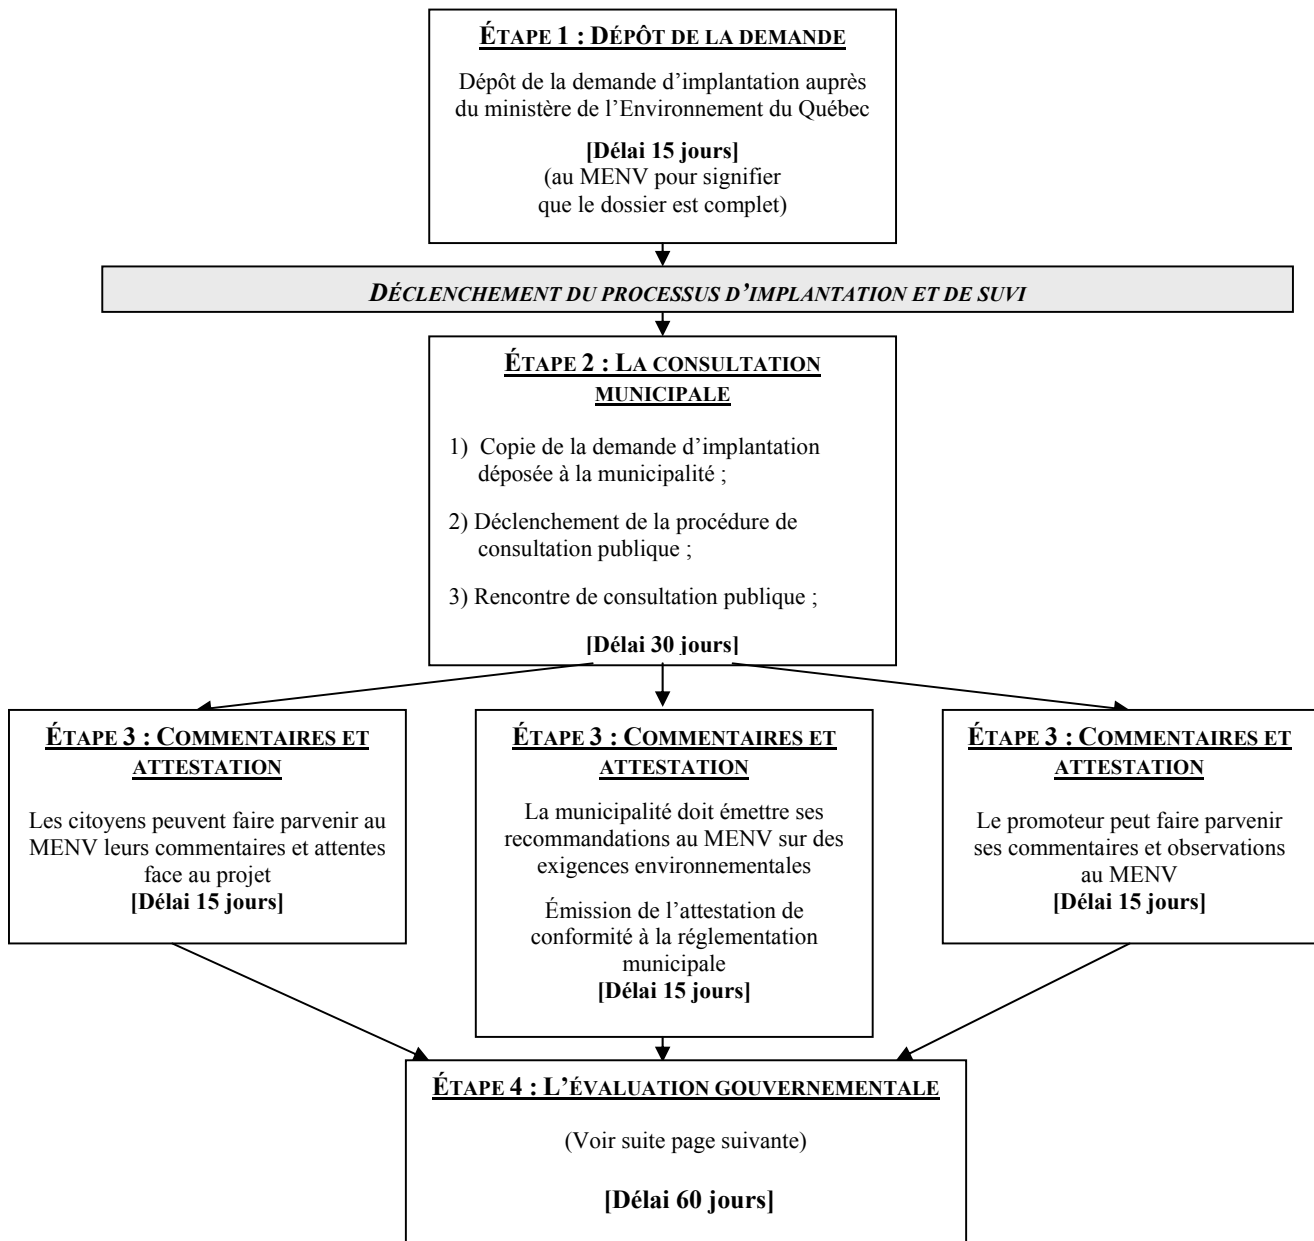 ÉTAPE 1 : DÉPÔT DE LA DEMANDE
Dépôt de la demande d’implantation auprès
du ministère de l’Environnement du Québec
[Délai 15 jours]
(au MENV pour signifier
que le dossier est complet)
DÉCLENCHEMENT DU PROCESSUS D’IMPLANTATION ET DE SUVI
ÉTAPE 2 : LA CONSULTATION
MUNICIPALE
1) Copie de la demande d’implantation
déposée à la municipalité ;
2) Déclenchement de la procédure de
consultation publique ;
3) Rencontre de consultation publique ;
[Délai 30 jours]
ÉTAPE 3 : COMMENTAIRES ET
ATTESTATION
Les citoyens peuvent faire parvenir au
MENV leurs commentaires et attentes
face au projet
[Délai 15 jours]
ÉTAPE 3 : COMMENTAIRES ET
ATTESTATION
La municipalité doit émettre ses
recommandations au MENV sur des
exigences environnementales
Émission de l’attestation de
conformité à la réglementation
municipale
[Délai 15 jours]
ÉTAPE 3 : COMMENTAIRES ET
ATTESTATION
Le promoteur peut faire parvenir
ses commentaires et observations
au MENV
[Délai 15 jours]
ÉTAPE 4 : L’ÉVALUATION GOUVERNEMENTALE
(Voir suite page suivante)
[Délai 60 jours]